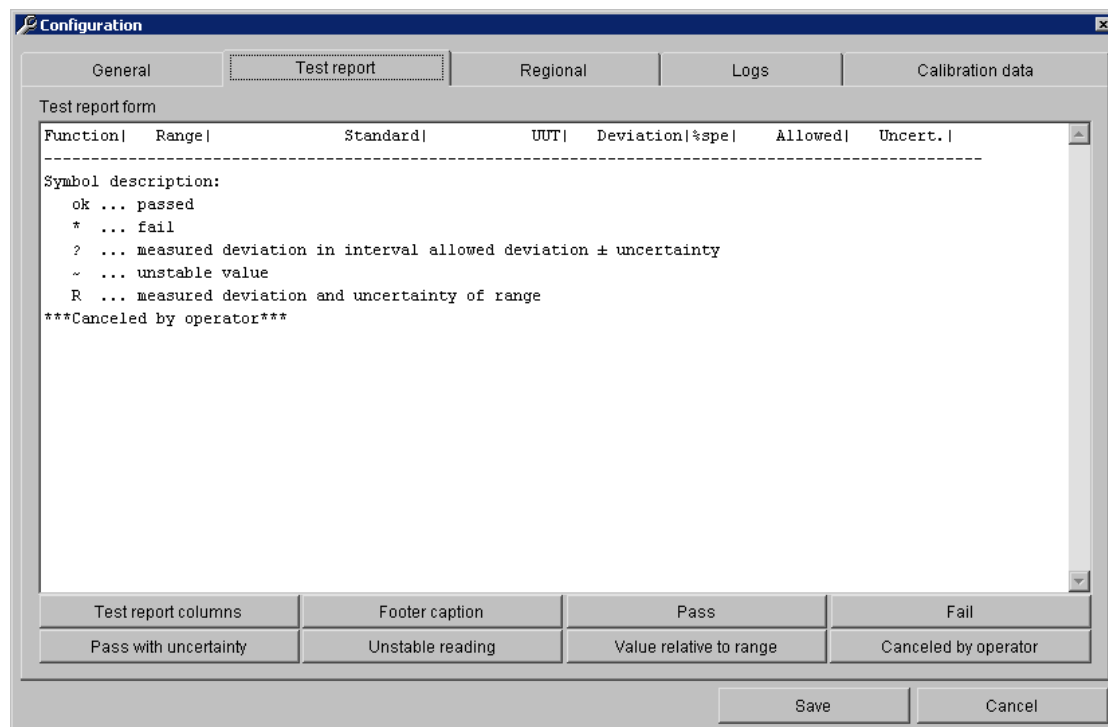 Configuration
General Test report Regional Logs Calibration data
Test report form
Function| Range| Standard| UUT| Deviation|%spe| Allowed| Uncert.|
----------------------------------------------------------------------------------------------------
Symbol description:
ok ... passed
* ... fail
? ... measured deviation in interval allowed deviation ± uncertainty
~ ... unstable value
R ... measured deviation and uncertainty of range
***Canceled by operator***
Test report columns Footer caption Pass Fail
Pass with uncertainty Unstable reading Value relative to range Canceled by operator
Save Cancel